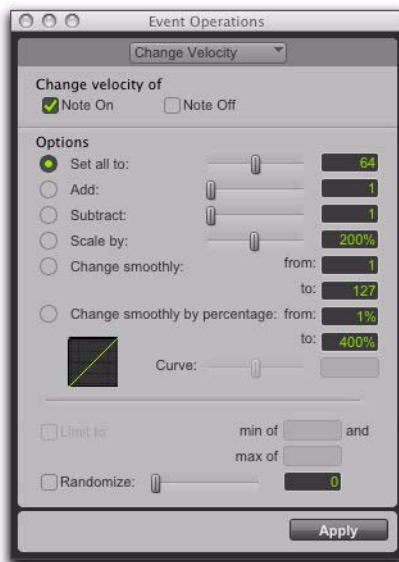 Event Operations
Change Velocity
Change velocity of
Note On Note Off
Options
Set all to: 64
Add: 1
Subtract: 1
Scale by: 200%
Change smoothly: from: 1
to: 127
Change smoothly by percentage: from: 1%
to: 400%
Curve:
Limit to: min of and
max of
Randomize: 0
Apply